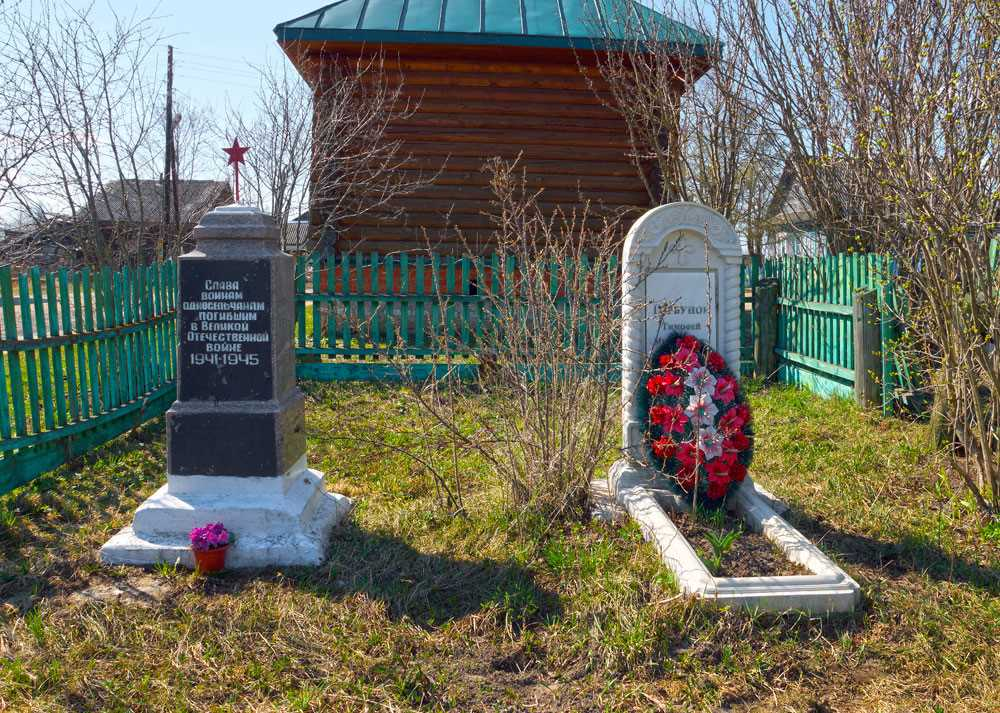 Слава
воинам
односельчанам
погибшим
в Великой
Отечественной
войне
1941-1945
Тимофей